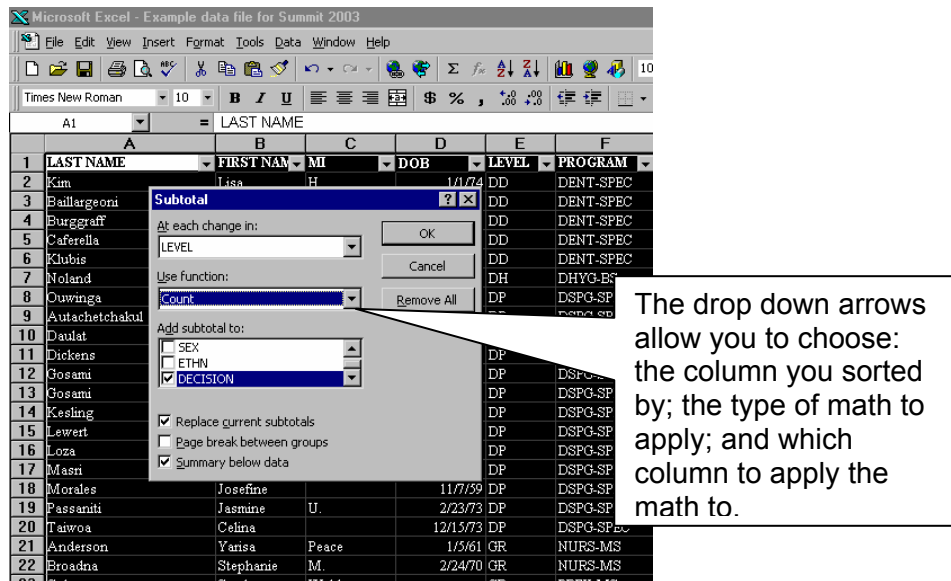 Microsoft Excel - Example data file for Summit 2003
File Edit View Insert Format Tools Data Window Help
Times New Roman 10 B I U $ % ,
A1 = LAST NAME
A B C D E F
1 LAST NAME FIRST NAM MI DOB LEVEL PROGRAM
2 Kim Lisa H 1/1/74 DD DENT-SPEC
3 Baillargeoni DD DENT-SPEC
4 Burggraff DD DENT-SPEC
5 Caferella DD DENT-SPEC
6 Klubis DD DENT-SPEC
7 Noland DH DHYG-BS
8 Ouwinga DP DSPG-SP
9 Autachetchakul
10 Daulat
11 Dickens DP
12 Gosami DP
13 Gosami DP DSPG-SP
14 Kesling DP DSPG-SP
15 Lewert DP DSPG-SP
16 Loza DP DSPG-SP
17 Masri DP DSPG-SP
18 Morales Josefine 11/7/59 DP DSPG-SP
19 Passaniti Jasmine U. 2/23/73 DP DSPG-SP
20 Taiwoa Celina 12/15/73 DP DSPG-SPEC
21 Anderson Yarisa Peace 1/5/61 GR NURS-MS
22 Broadna Stephanie M. 2/24/70 GR NURS-MS
Subtotal
At each change in:
LEVEL
OK
Cancel
Use function:
Count
Remove All
Add subtotal to:
SEX
ETHN
DECISION
Replace current subtotals
Page break between groups
Summary below data
The drop down arrows
allow you to choose:
the column you sorted
by; the type of math to
apply; and which
column to apply the
math to.